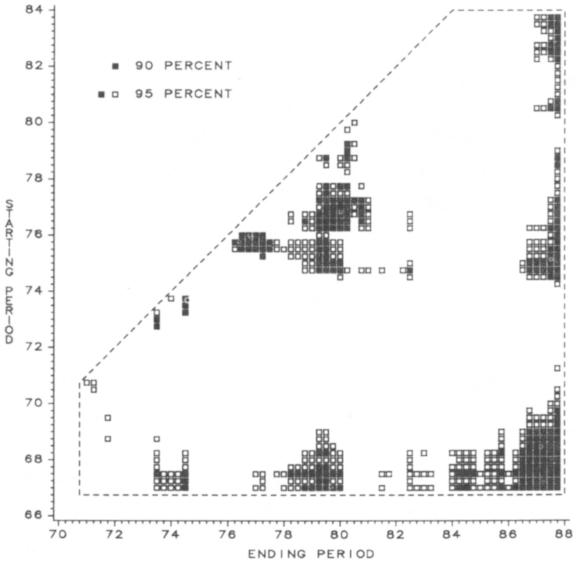 84
82
80
78
76
74
72
70
68
66
STARTING PERIOD
■ 90 PERCENT
■ □ 95 PERCENT
70 72 74 76 78 80 82 84 86 88
ENDING PERIOD